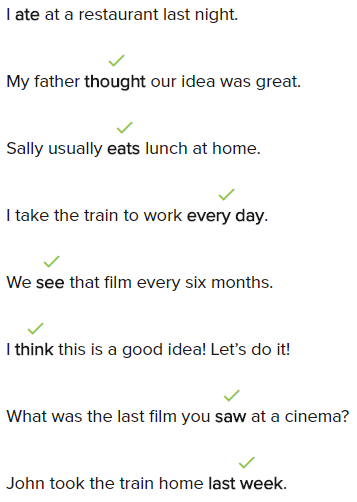 I ate at a restaurant last night.
My father thought our idea was great.
Sally usually eats lunch at home.
I take the train to work every day.
We see that film every six months.
I think this is a good idea! Let's do it!
What was the last film you saw at a cinema?
John took the train home last week.